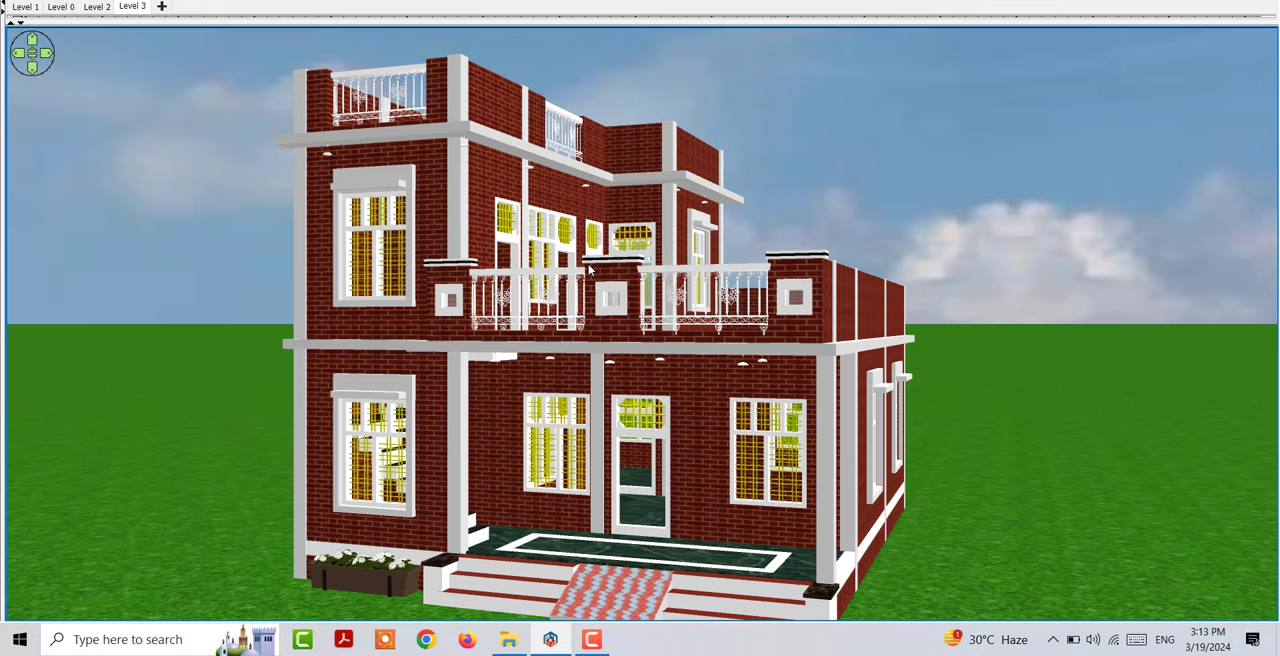 Level 1 Level 0 Level 2 Level 3
Type here to search
1
30°C Haze
ENG
3:13 PM
3/19/2024